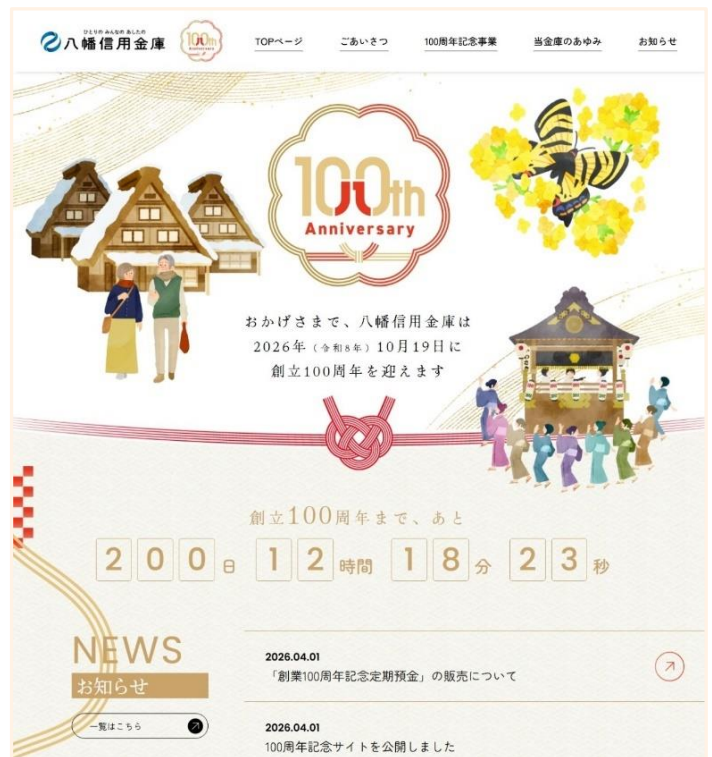 ひとりの みんなの あしたの
八幡信用金庫
100th
Anniversary
TOPページ
ごあいさつ
100周年記念事業
当金庫のあゆみ
お知らせ
100th
Anniversary
おかげさまで、八幡信用金庫は
2026年（令和8年）10月19日に
創立100周年を迎えます
創立100周年まで、あと
200日 12時間 18分 23秒
NEWS
お知らせ
一覧はこちら
2026.04.01
「創業100周年記念定期預金」の販売について
2026.04.01
100周年記念サイトを公開しました